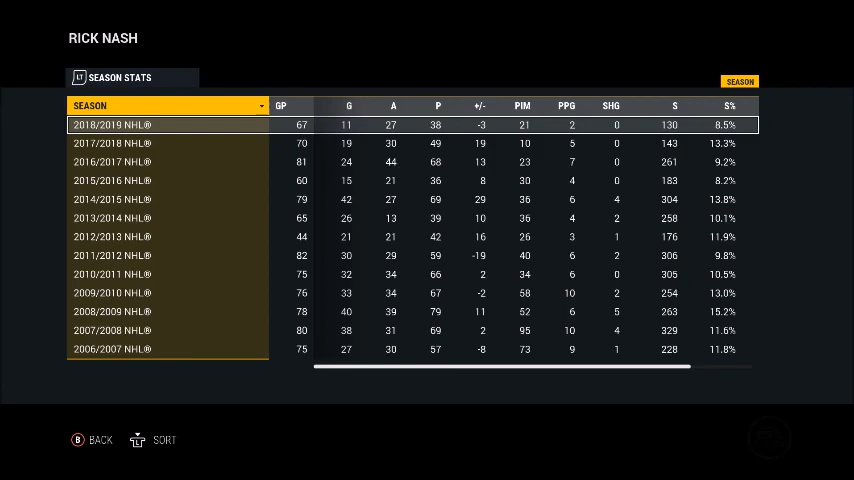 RICK NASH
LT SEASON STATS
SEASON
SEASON GP G A P +/- PIM PPG SHG S S%
2018/2019 NHL® 67 11 27 38 -3 21 2 0 130 8.5%
2017/2018 NHL® 70 19 30 49 19 10 5 0 143 13.3%
2016/2017 NHL® 81 24 44 68 13 23 7 0 261 9.2%
2015/2016 NHL® 60 15 21 36 8 30 4 0 183 8.2%
2014/2015 NHL® 79 42 27 69 29 36 6 4 304 13.8%
2013/2014 NHL® 65 26 13 39 10 36 4 2 258 10.1%
2012/2013 NHL® 44 21 21 42 16 26 3 1 176 11.9%
2011/2012 NHL® 82 30 29 59 -19 40 6 2 306 9.8%
2010/2011 NHL® 75 32 34 66 2 34 6 0 305 10.5%
2009/2010 NHL® 76 33 34 67 -2 58 10 2 254 13.0%
2008/2009 NHL® 78 40 39 79 11 52 6 5 263 15.2%
2007/2008 NHL® 80 38 31 69 2 95 10 4 329 11.6%
2006/2007 NHL® 75 27 30 57 -8 73 9 1 228 11.8%
B BACK L SORT